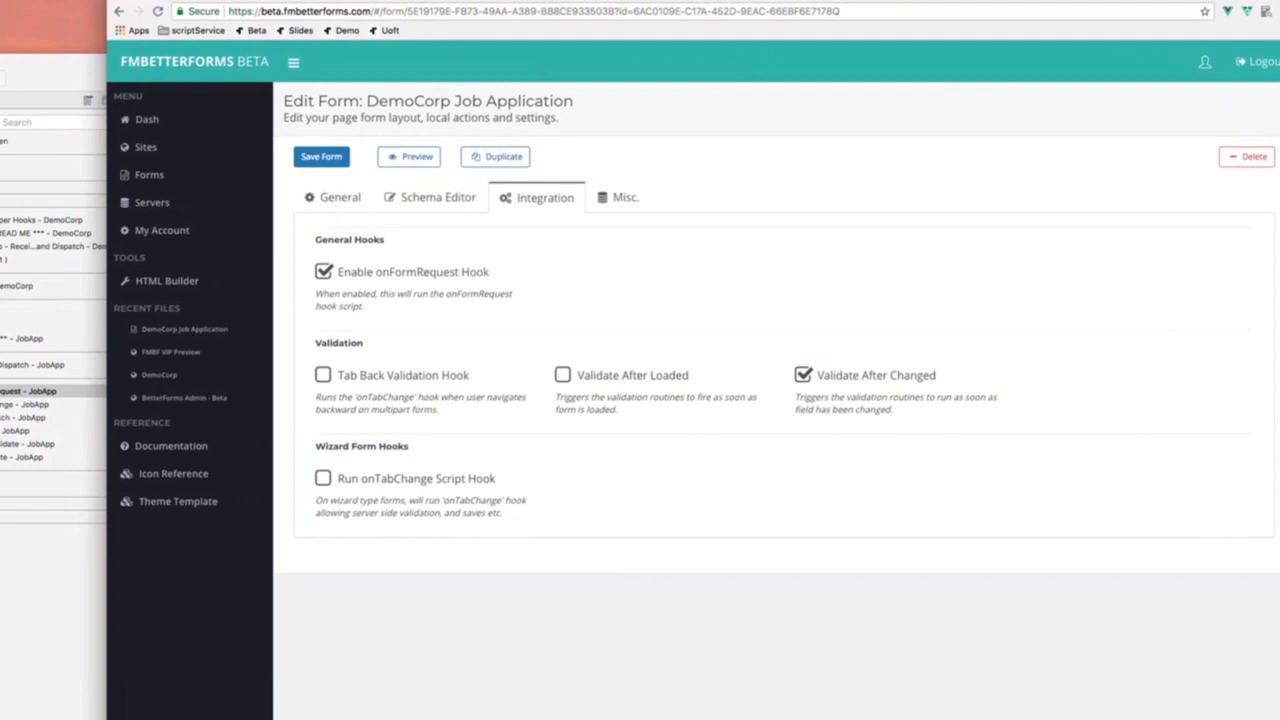 Secure https://beta.fmbetterforms.com/#/form/5E19179E-FB73-49AA-A389-BB8CE9335038?id=6AC0109E-C17A-452D-9EAC-66EBF6E7178Q
Apps scriptService Beta Slides Demo Uoft
FMBETTERFORMS BETA
Logou
MENU
Dash
Sites
Forms
Servers
My Account
TOOLS
HTML Builder
RECENT FILES
DemoCorp Job Application
FMBF VIP Preview
DemoCorp
BetterForms Admin - Beta
REFERENCE
Documentation
Icon Reference
Theme Template
Search
en
per Hooks - DemoCorp
READ ME *** - DemoCorp
o - Recei...and Dispatch - Dem
t )
emoCorp
** - JobApp
Dispatch - JobApp
quest - JobApp
nge - JobApp
tch - JobApp
JobApp
idate - JobApp
te - JobApp
Edit Form: DemoCorp Job Application
Edit your page form layout, local actions and settings.
Save Form Preview Duplicate Delete
General Schema Editor Integration Misc.
General Hooks
Enable onFormRequest Hook
When enabled, this will run the onFormRequest
hook script.
Validation
Tab Back Validation Hook
Runs the 'onTabChange' hook when user navigates
backward on multipart forms.
Validate After Loaded
Triggers the validation routines to fire as soon as
form is loaded.
Validate After Changed
Triggers the validation routines to run as soon as
field has been changed.
Wizard Form Hooks
Run onTabChange Script Hook
On wizard type forms, will run 'onTabChange' hook
allowing server side validation, and saves etc.